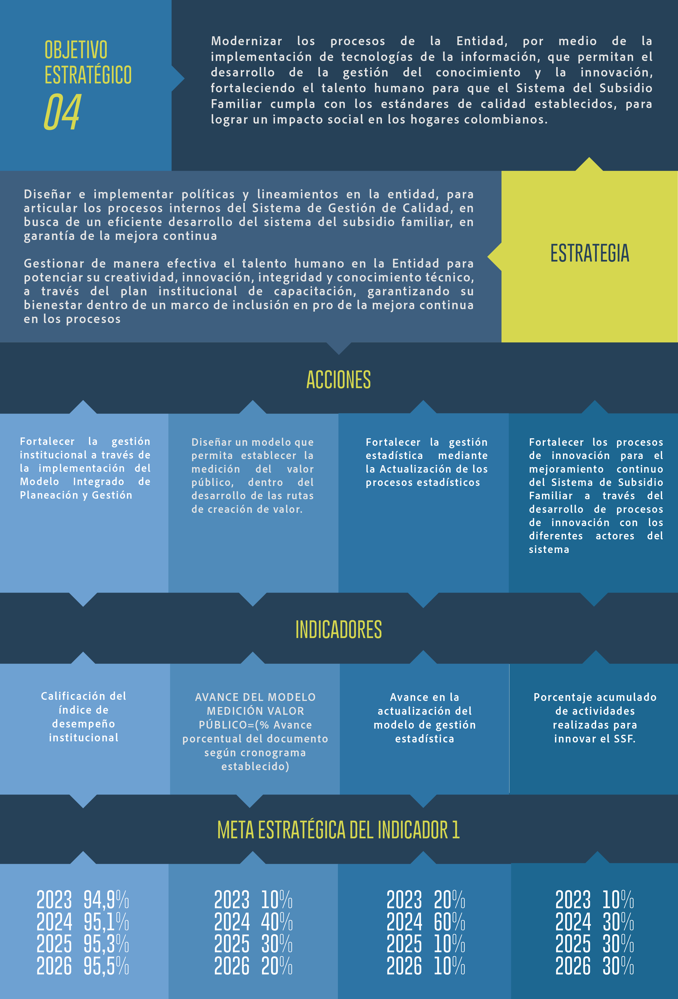 OBJETIVO
ESTRATÉGICO
04
Modernizar los procesos de la Entidad, por medio de la
implementación de tecnologías de la información, que permitan el
desarrollo de la gestión del conocimiento y la innovación,
fortaleciendo el talento humano para que el Sistema del Subsidio
Familiar cumpla con los estándares de calidad establecidos, para
lograr un impacto social en los hogares colombianos.
Diseñar e implementar políticas y lineamientos en la entidad, para
articular los procesos internos del Sistema de Gestión de Calidad, en
busca de un eficiente desarrollo del sistema del subsidio familiar, en
garantía de la mejora continua
Gestionar de manera efectiva el talento humano en la Entidad para
potenciar su creatividad, innovación, integridad y conocimiento técnico,
a través del plan institucional de capacitación, garantizando su
bienestar dentro de un marco de inclusión en pro de la mejora continua
en los procesos
ESTRATEGIA
ACCIONES
Fortalecer la gestión
institucional a través de
la implementación del
Modelo Integrado de
Planeación y Gestión
Diseñar un modelo que
permita establecer la
medición del valor
público, dentro del
desarrollo de las rutas
de creación de valor.
Fortalecer la gestión
estadística mediante
la Actualización de los
procesos estadísticos
Fortalecer los procesos
de innovación para el
mejoramiento continuo
del Sistema de Subsidio
Familiar a través del
desarrollo de procesos
de innovación con los
diferentes actores del
sistema
INDICADORES
Calificación del
índice de
desempeño
institucional
AVANCE DEL MODELO
MEDICIÓN VALOR
PÚBLICO=(% Avance
porcentual del documento
según cronograma
establecido)
Avance en la
actualización del
modelo de gestión
estadística
Porcentaje acumulado
de actividades
realizadas para
innovar el SSF.
META ESTRATÉGICA DEL INDICADOR 1
2023 94,9%
2024 95,1%
2025 95,3%
2026 95,5%
2023 10%
2024 40%
2025 30%
2026 20%
2023 20%
2024 60%
2025 10%
2026 10%
2023 10%
2024 30%
2025 30%
2026 30%